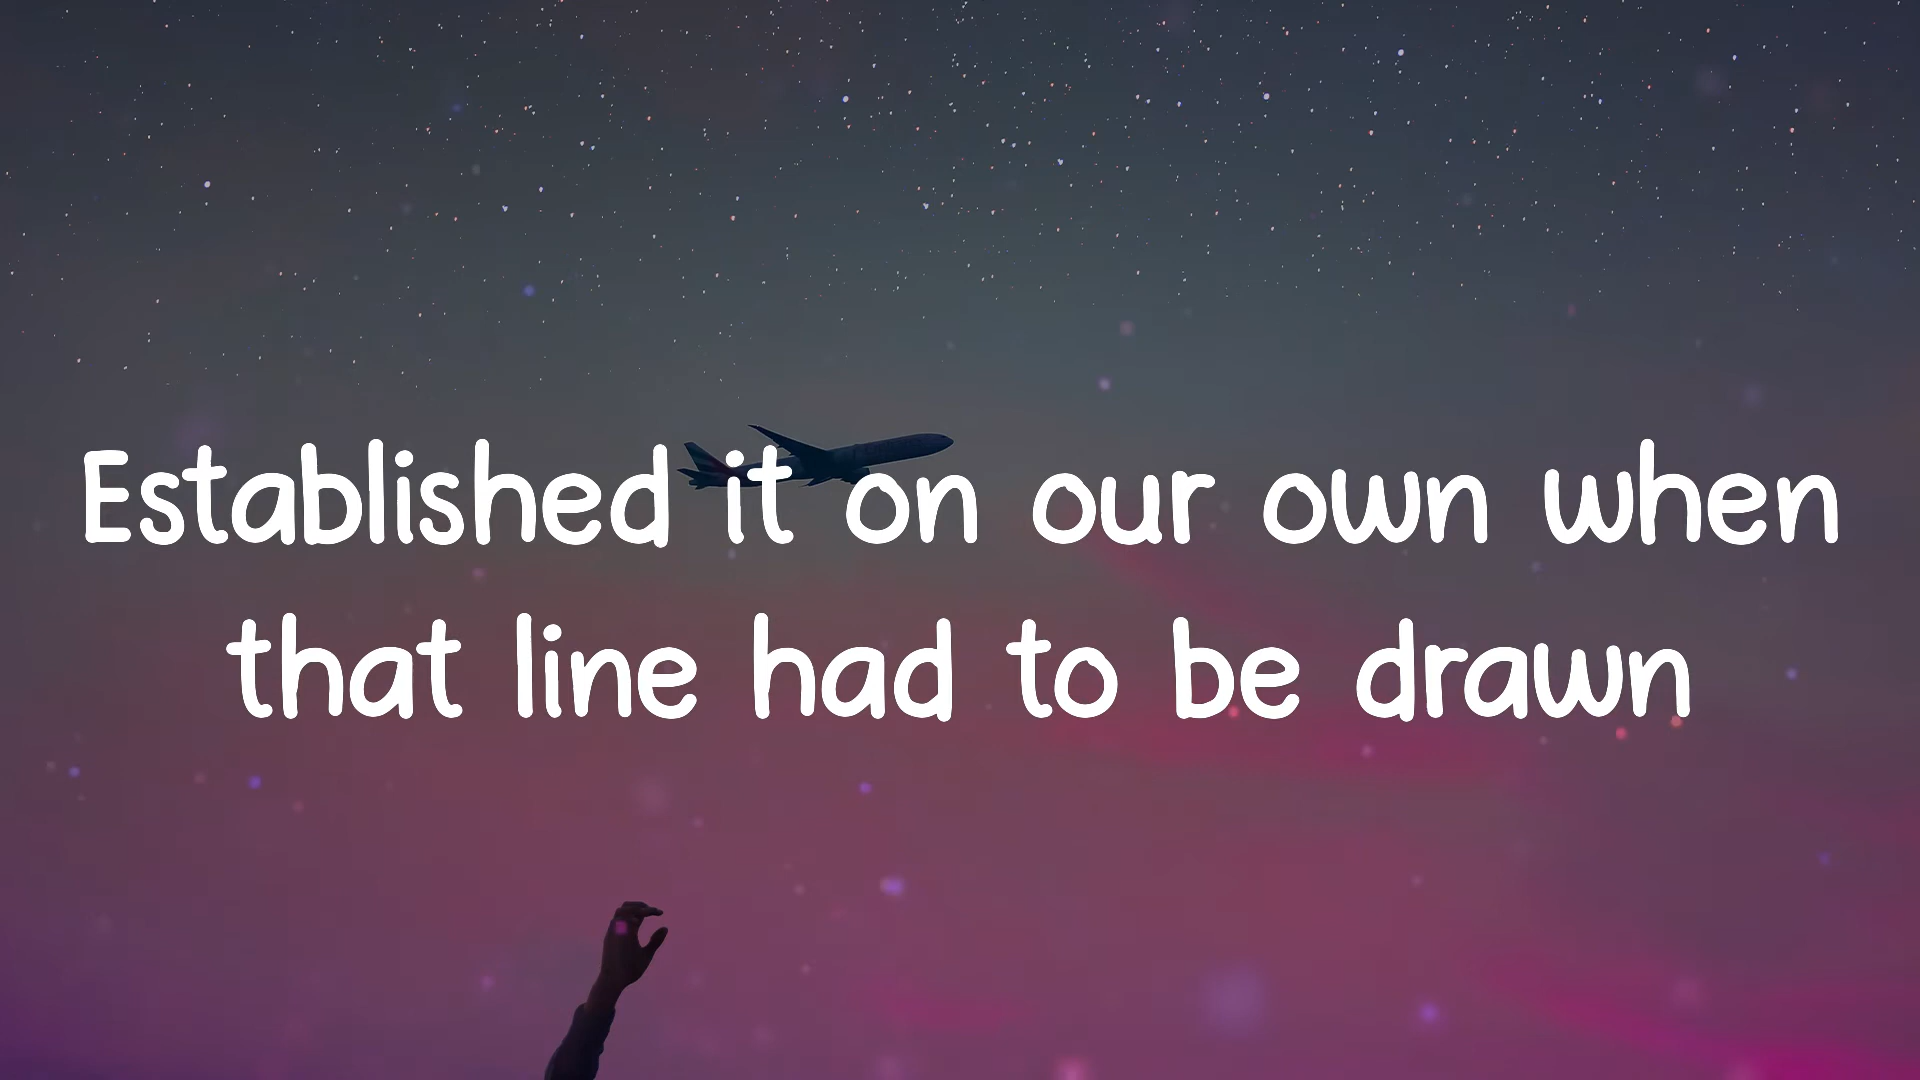 Established it on our own when
that line had to be drawn